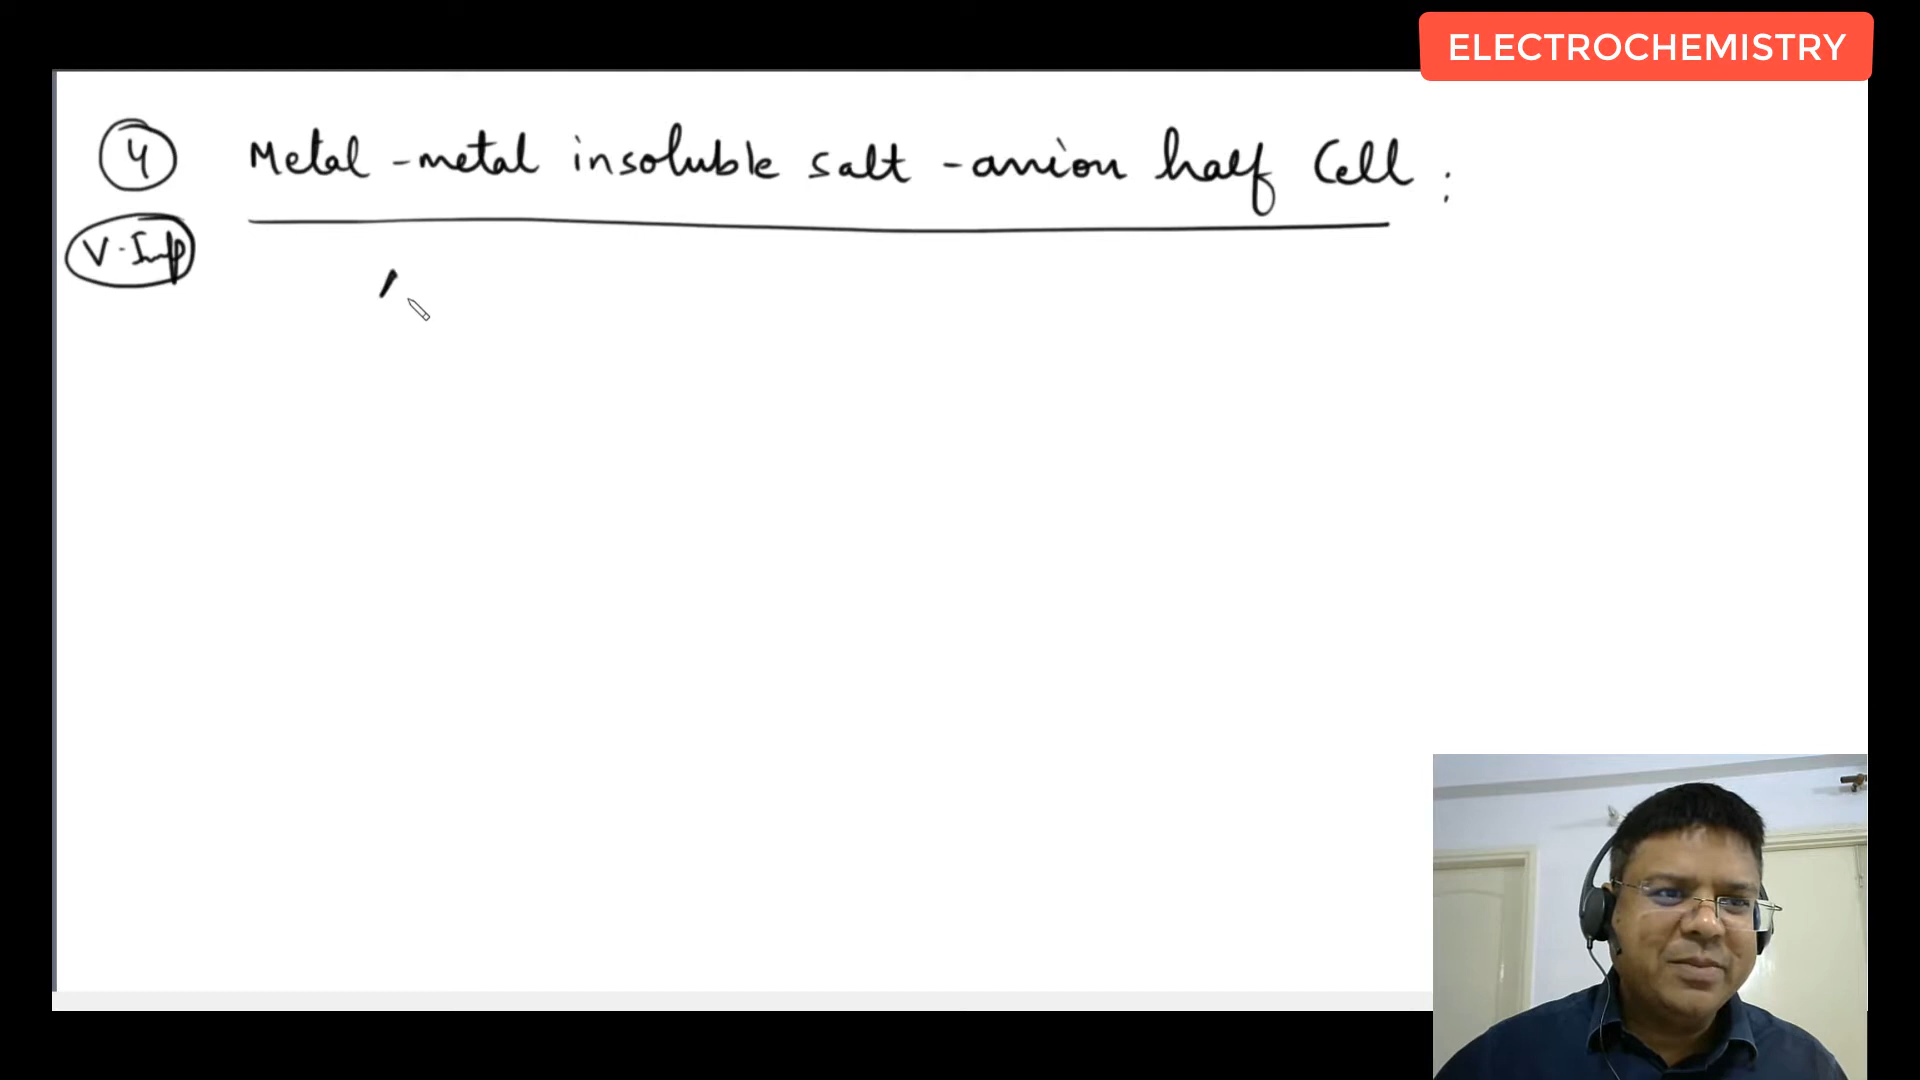 ELECTROCHEMISTRY
4 Metal - metal insoluble salt - anion half Cell :
V. Imp